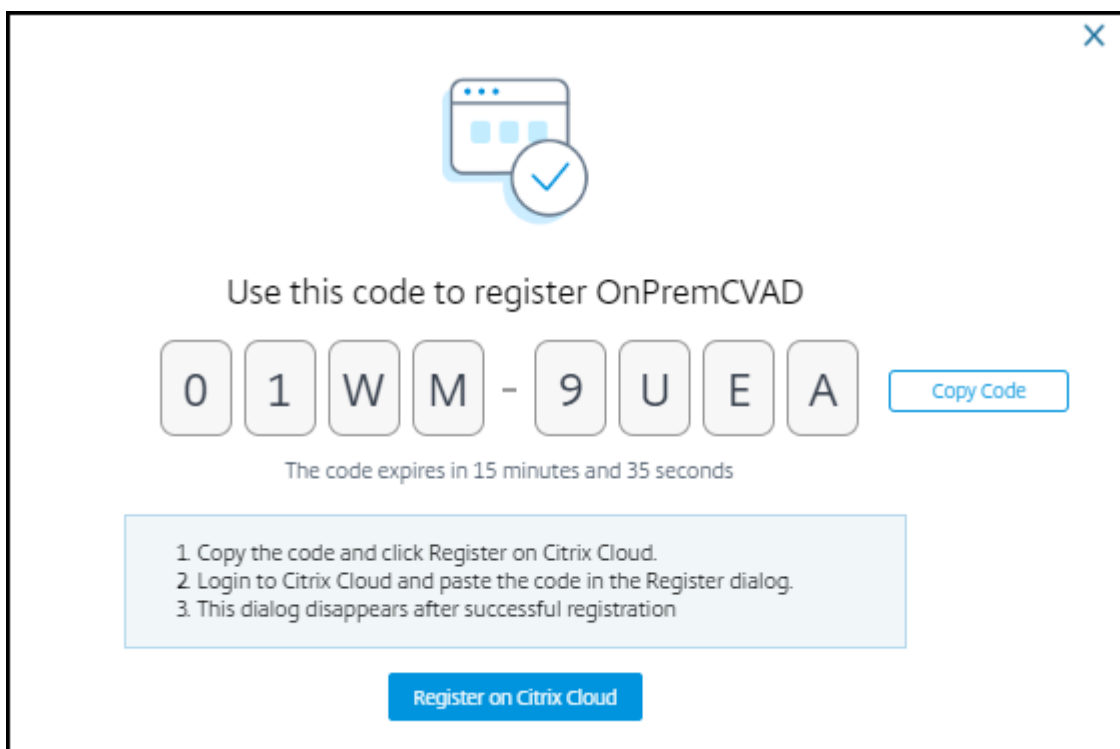 Use this code to register OnPremCVAD
01WM-9UEA
Copy Code
The code expires in 15 minutes and 35 seconds
1. Copy the code and click Register on Citrix Cloud.
2. Login to Citrix Cloud and paste the code in the Register dialog.
3. This dialog disappears after successful registration
Register on Citrix Cloud